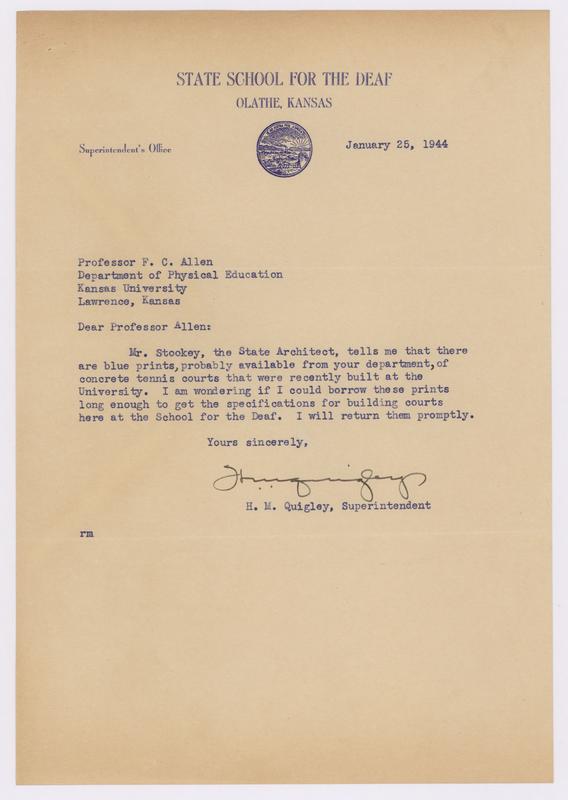 STATE SCHOOL FOR THE DEAF
OLATHE, KANSAS
Superintendent's Office
January 25, 1944
Professor F. C. Allen
Department of Physical Education
Kansas University
Lawrence, Kansas
Dear Professor Allen:
Mr. Stookey, the State Architect, tells me that there
are blue prints,probably available from your department,of
concrete tennis courts that were recently built at the
University. I am wondering if I could borrow these prints
long enough to get the specifications for building courts
here at the School for the Deaf. I will return them promptly.
Yours sincerely,
H. M. Quigley
H. M. Quigley, Superintendent
rm